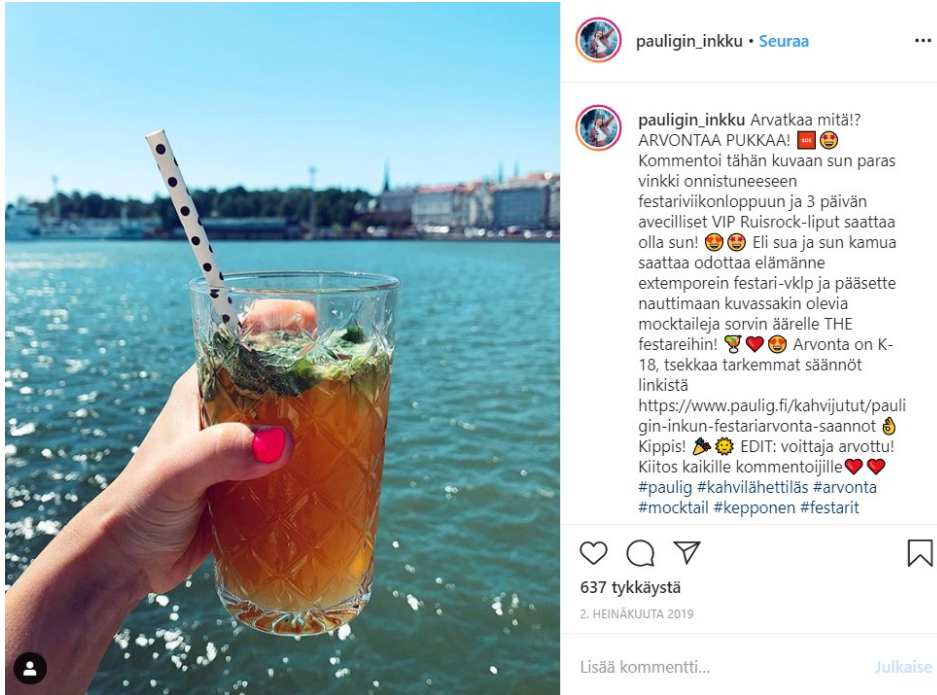 pauligin_inkku • Seuraa
pauligin_inkku Arvatkaa mitä!?
ARVONTAA PUKKAA! 🆘🤩
Kommentoi tähän kuvaan sun paras
vinkki onnistuneeseen
festariviikonloppuun ja 3 päivän
avecilliset VIP Ruisrock-liput saattaa
olla sun! 😍🤩 Eli sua ja sun kamua
saattaa odottaa elämänne
extemporein festari-vklp ja pääsette
nauttimaan kuvassakin olevia
mocktaileja sorvin äärelle THE
festareihin! 🍹❤️😍 Arvonta on K-
18, tsekkaa tarkemmat säännöt
linkistä
https://www.paulig.fi/kahvijutut/pauli
gin-inkun-festariarvonta-saannot 👌
Kippis! 🎉🌞 EDIT: voittaja arvottu!
Kiitos kaikille kommentoijille❤️❤️
#paulig #kahvilähettiläs #arvonta
#mocktail #kepponen #festarit
637 tykkäystä
2. HEINÄKUUTA 2019
Lisää kommentti... Julkaise